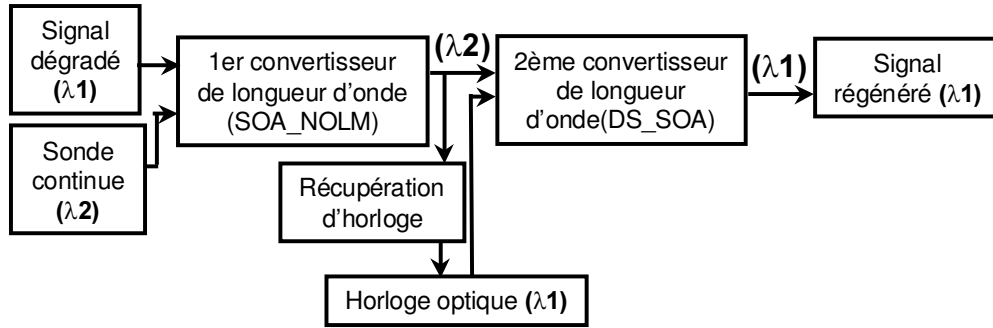 Signal
dégradé
(λ1)
Sonde
continue
(λ2)
1er convertisseur
de longueur d'onde
(SOA_NOLM)
(λ2)
Récupération
d'horloge
Horloge optique (λ1)
2ème convertisseur
de longueur
d'onde(DS_SOA)
(λ1)
Signal
régénéré (λ1)